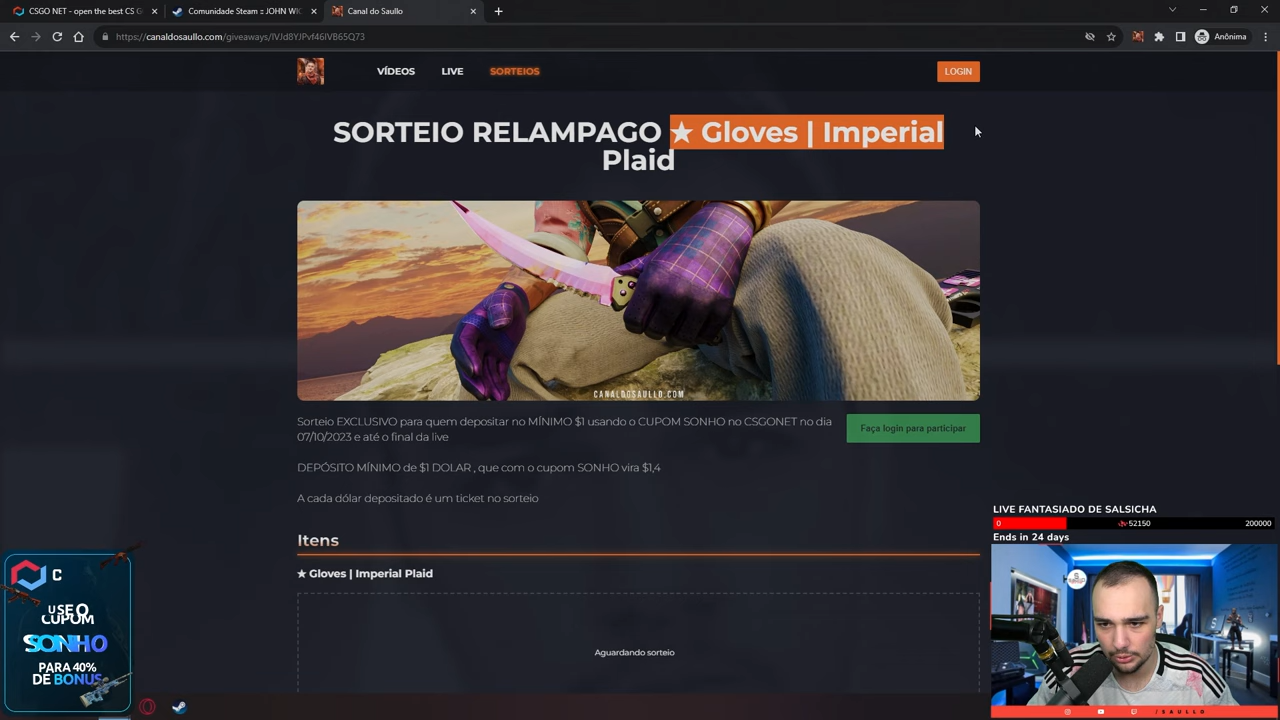 CSGO NET - open the best CS G
Comunidade Steam :: JOHN WIC
Canal do Saullo
https://canaldosaullo.com/giveaways/lVJd8YJPvf46IVB65Q73
Anônima
VÍDEOS
LIVE
SORTEIOS
LOGIN
SORTEIO RELAMPAGO ★ Gloves | Imperial
Plaid
CANALDOSAULLO.COM
Sorteio EXCLUSIVO para quem depositar no MÍNIMO $1 usando o CUPOM SONHO no CSGONET no dia
07/10/2023 e até o final da live
Faça login para participar
DEPÓSITO MÍNIMO de $1 DOLAR , que com o cupom SONHO vira $1,4
A cada dólar depositado é um ticket no sorteio
Itens
★ Gloves | Imperial Plaid
Aguardando sorteio
LIVE FANTASIADO DE SALSICHA
0 52150 200000
Ends in 24 days
C
USE O
CUPOM
SONHO
PARA 40%
DE BONUS
/SAULLO